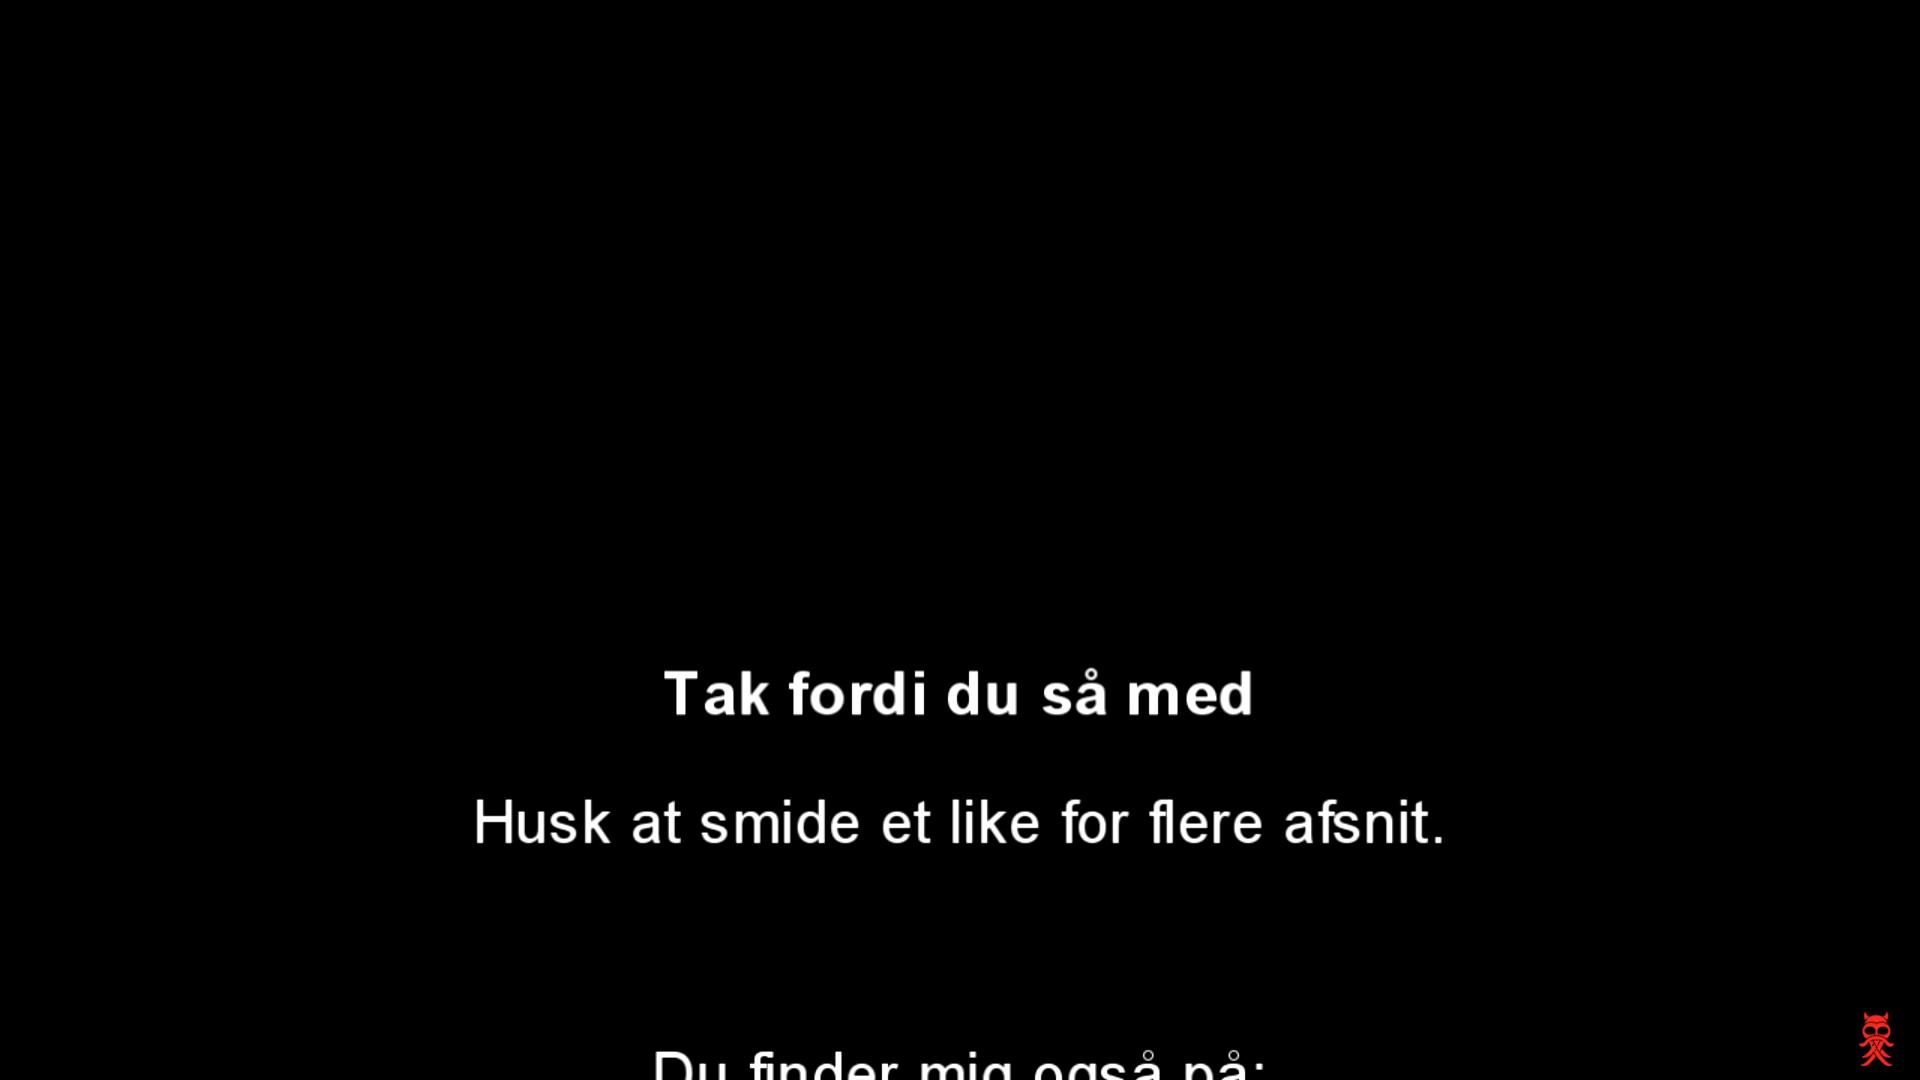 Tak fordi du så med
Husk at smide et like for flere afsnit.
Du finder mig også på: